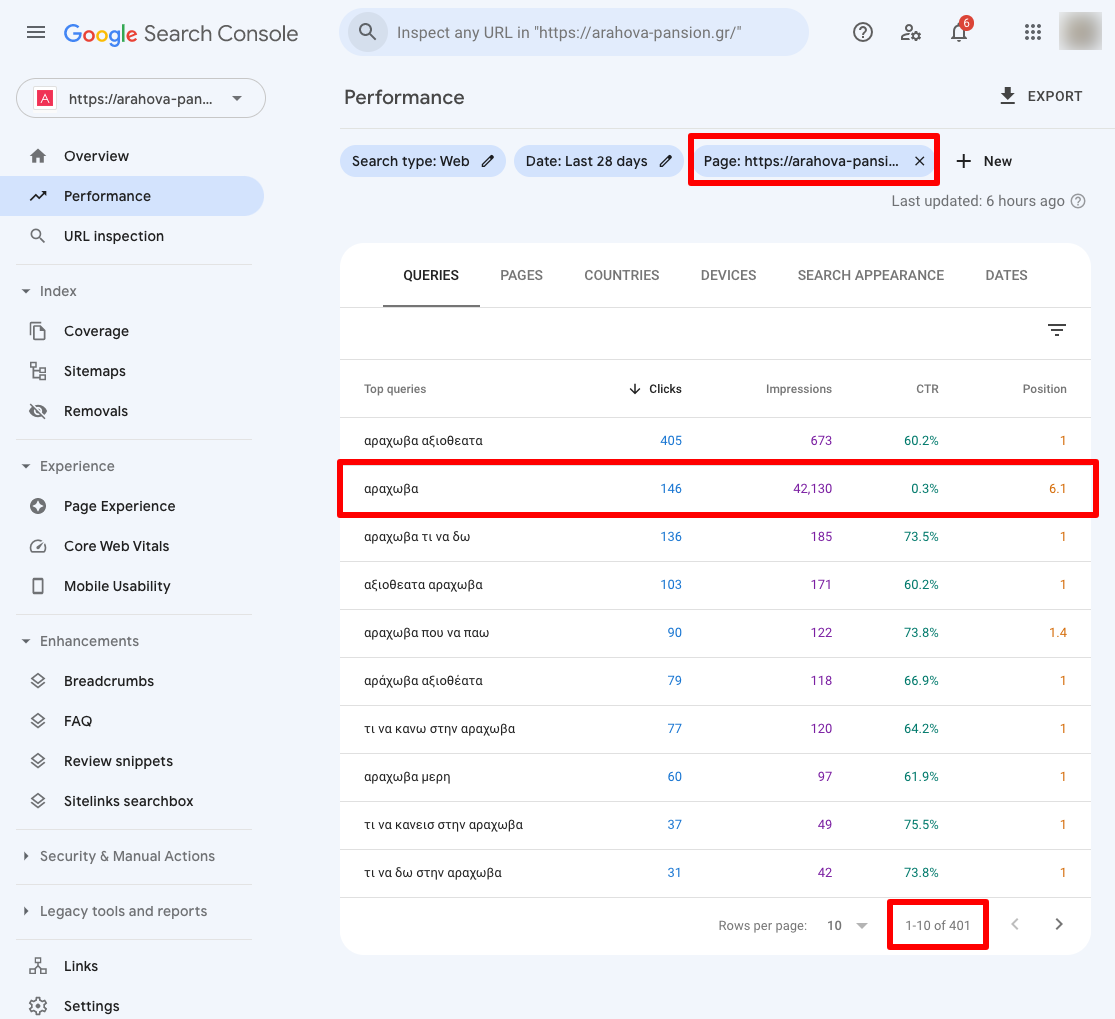 Google Search Console
Inspect any URL in "https://arahova-pansion.gr/"
6
A
https://arahova-pan...
Overview
Performance
URL inspection
Index
Coverage
Sitemaps
Removals
Experience
Page Experience
Core Web Vitals
Mobile Usability
Enhancements
Breadcrumbs
FAQ
Review snippets
Sitelinks searchbox
Security & Manual Actions
Legacy tools and reports
Links
Settings
Performance
EXPORT
Search type: Web
Date: Last 28 days
Page: https://arahova-pansi...
New
Last updated: 6 hours ago
QUERIES PAGES COUNTRIES DEVICES SEARCH APPEARANCE DATES
Top queries Clicks Impressions CTR Position
αραχωβα αξιοθεατα 405 673 60.2% 1
αραχωβα 146 42,130 0.3% 6.1
αραχωβα τι να δω 136 185 73.5% 1
αξιοθεατα αραχωβα 103 171 60.2% 1
αραχωβα που να παω 90 122 73.8% 1.4
αράχωβα αξιοθέατα 79 118 66.9% 1
τι να κανω στην αραχωβα 77 120 64.2% 1
αραχωβα μερη 60 97 61.9% 1
τι να κανεισ στην αραχωβα 37 49 75.5% 1
τι να δω στην αραχωβα 31 42 73.8% 1
Rows per page: 10 1-10 of 401